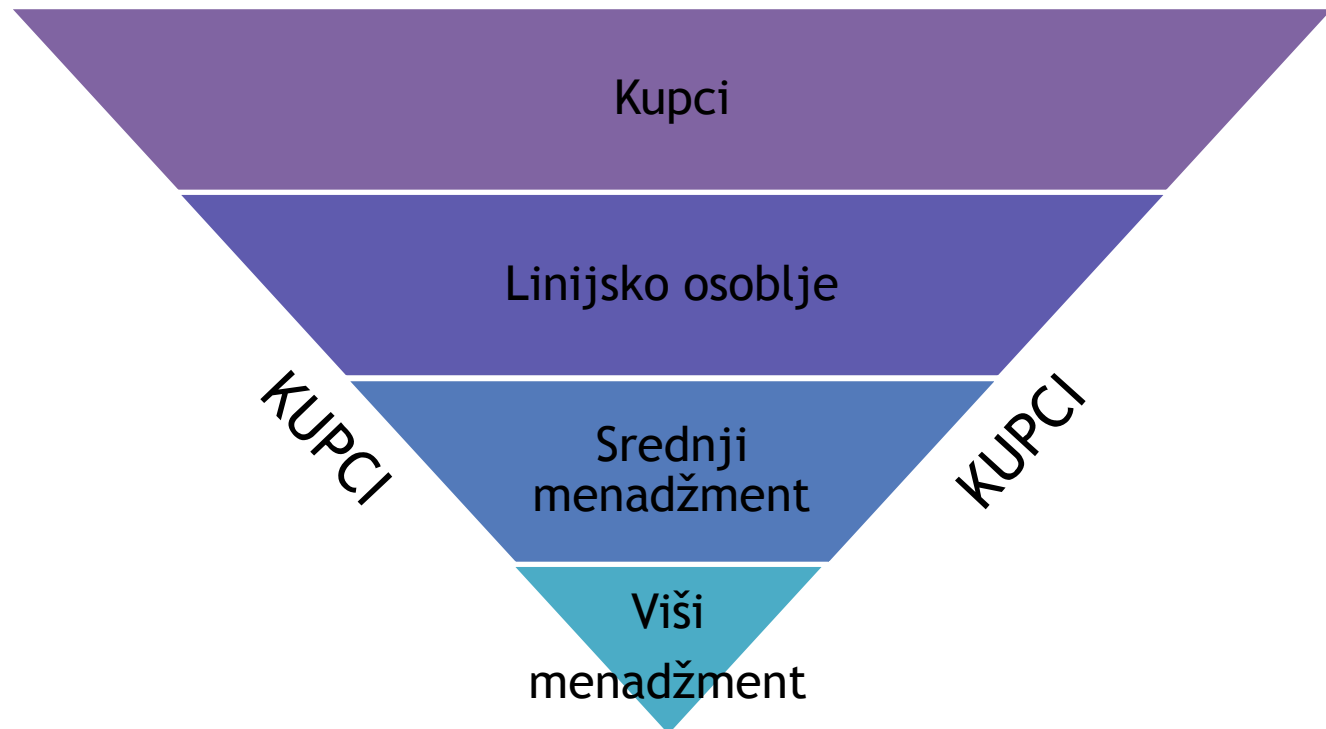 Kupci
Linijsko osoblje
KUPCI
KUPCI
Srednji
menadžment
Viši
menadžment